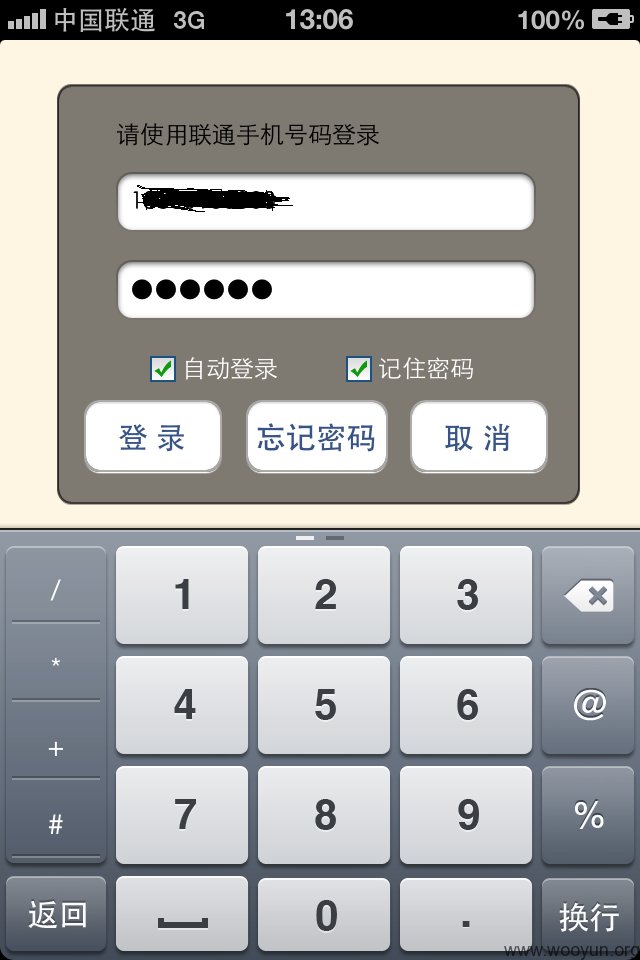 中国联通 3G 13:06 100%
请使用联通手机号码登录
自动登录 记住密码
登 录 忘记密码 取 消
/ 1 2 3
* 4 5 6 @
+ 7 8 9 %
#
返回 0 . 换行
www.wooyun.org